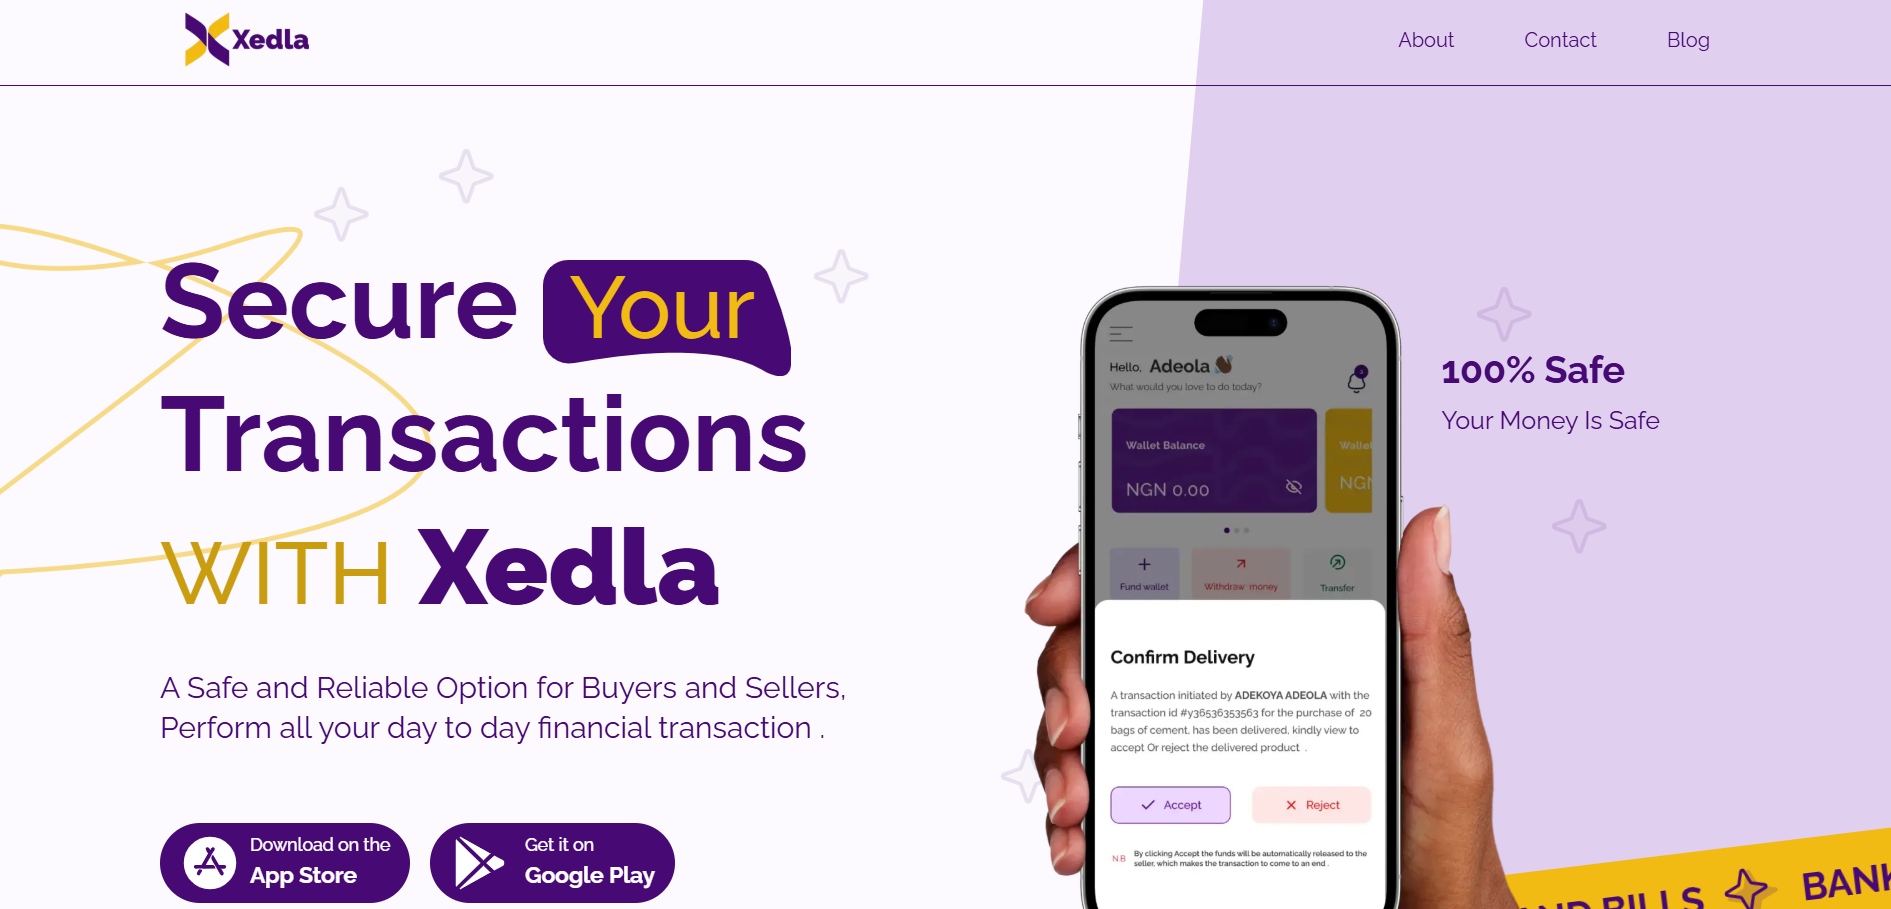 Xedla
About
Contact
Blog
Secure Your
Transactions
WITH Xedla
A Safe and Reliable Option for Buyers and Sellers,
Perform all your day to day financial transaction .
Download on the
App Store
Get it on
Google Play
Hello, Adeola
What would you love to do today?
Wallet Balance
NGN 0.00
Fund wallet
Withdraw money
Transfer
Confirm Delivery
A transaction initiated by ADEKOYA ADEOLA with the
transaction id #y36536353563 for the purchase of 20
bags of cement, has been delivered, kindly view to
accept Or reject the delivered product .
Accept
Reject
N.B By clicking Accept the funds will be automatically released to the
seller, which makes the transaction to come to an end .
100% Safe
Your Money Is Safe
BILLS